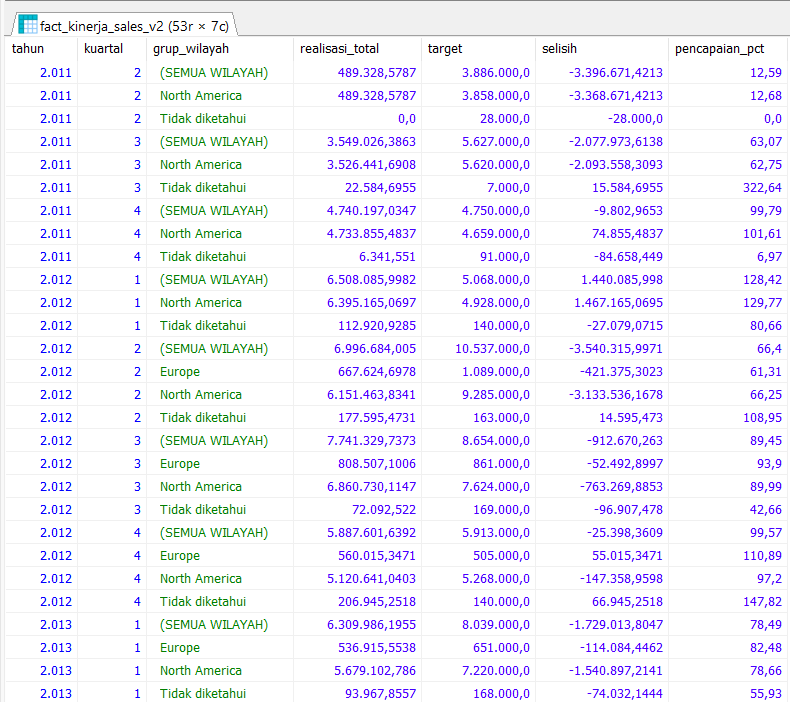 fact_kinerja_sales_v2 (53r × 7c)
tahun kuartal grup_wilayah realisasi_total target selisih pencapaian_pct
2.011 2 (SEMUA WILAYAH) 489.328,5787 3.886.000,0 -3.396.671,4213 12,59
2.011 2 North America 489.328,5787 3.858.000,0 -3.368.671,4213 12,68
2.011 2 Tidak diketahui 0,0 28.000,0 -28.000,0 0,0
2.011 3 (SEMUA WILAYAH) 3.549.026,3863 5.627.000,0 -2.077.973,6138 63,07
2.011 3 North America 3.526.441,6908 5.620.000,0 -2.093.558,3093 62,75
2.011 3 Tidak diketahui 22.584,6955 7.000,0 15.584,6955 322,64
2.011 4 (SEMUA WILAYAH) 4.740.197,0347 4.750.000,0 -9.802,9653 99,79
2.011 4 North America 4.733.855,4837 4.659.000,0 74.855,4837 101,61
2.011 4 Tidak diketahui 6.341,551 91.000,0 -84.658,449 6,97
2.012 1 (SEMUA WILAYAH) 6.508.085,9982 5.068.000,0 1.440.085,998 128,42
2.012 1 North America 6.395.165,0697 4.928.000,0 1.467.165,0695 129,77
2.012 1 Tidak diketahui 112.920,9285 140.000,0 -27.079,0715 80,66
2.012 2 (SEMUA WILAYAH) 6.996.684,005 10.537.000,0 -3.540.315,9971 66,4
2.012 2 Europe 667.624,6978 1.089.000,0 -421.375,3023 61,31
2.012 2 North America 6.151.463,8341 9.285.000,0 -3.133.536,1678 66,25
2.012 2 Tidak diketahui 177.595,4731 163.000,0 14.595,473 108,95
2.012 3 (SEMUA WILAYAH) 7.741.329,7373 8.654.000,0 -912.670,263 89,45
2.012 3 Europe 808.507,1006 861.000,0 -52.492,8997 93,9
2.012 3 North America 6.860.730,1147 7.624.000,0 -763.269,8853 89,99
2.012 3 Tidak diketahui 72.092,522 169.000,0 -96.907,478 42,66
2.012 4 (SEMUA WILAYAH) 5.887.601,6392 5.913.000,0 -25.398,3609 99,57
2.012 4 Europe 560.015,3471 505.000,0 55.015,3471 110,89
2.012 4 North America 5.120.641,0403 5.268.000,0 -147.358,9598 97,2
2.012 4 Tidak diketahui 206.945,2518 140.000,0 66.945,2518 147,82
2.013 1 (SEMUA WILAYAH) 6.309.986,1955 8.039.000,0 -1.729.013,8047 78,49
2.013 1 Europe 536.915,5538 651.000,0 -114.084,4462 82,48
2.013 1 North America 5.679.102,786 7.220.000,0 -1.540.897,2141 78,66
2.013 1 Tidak diketahui 93.967,8557 168.000,0 -74.032,1444 55,93